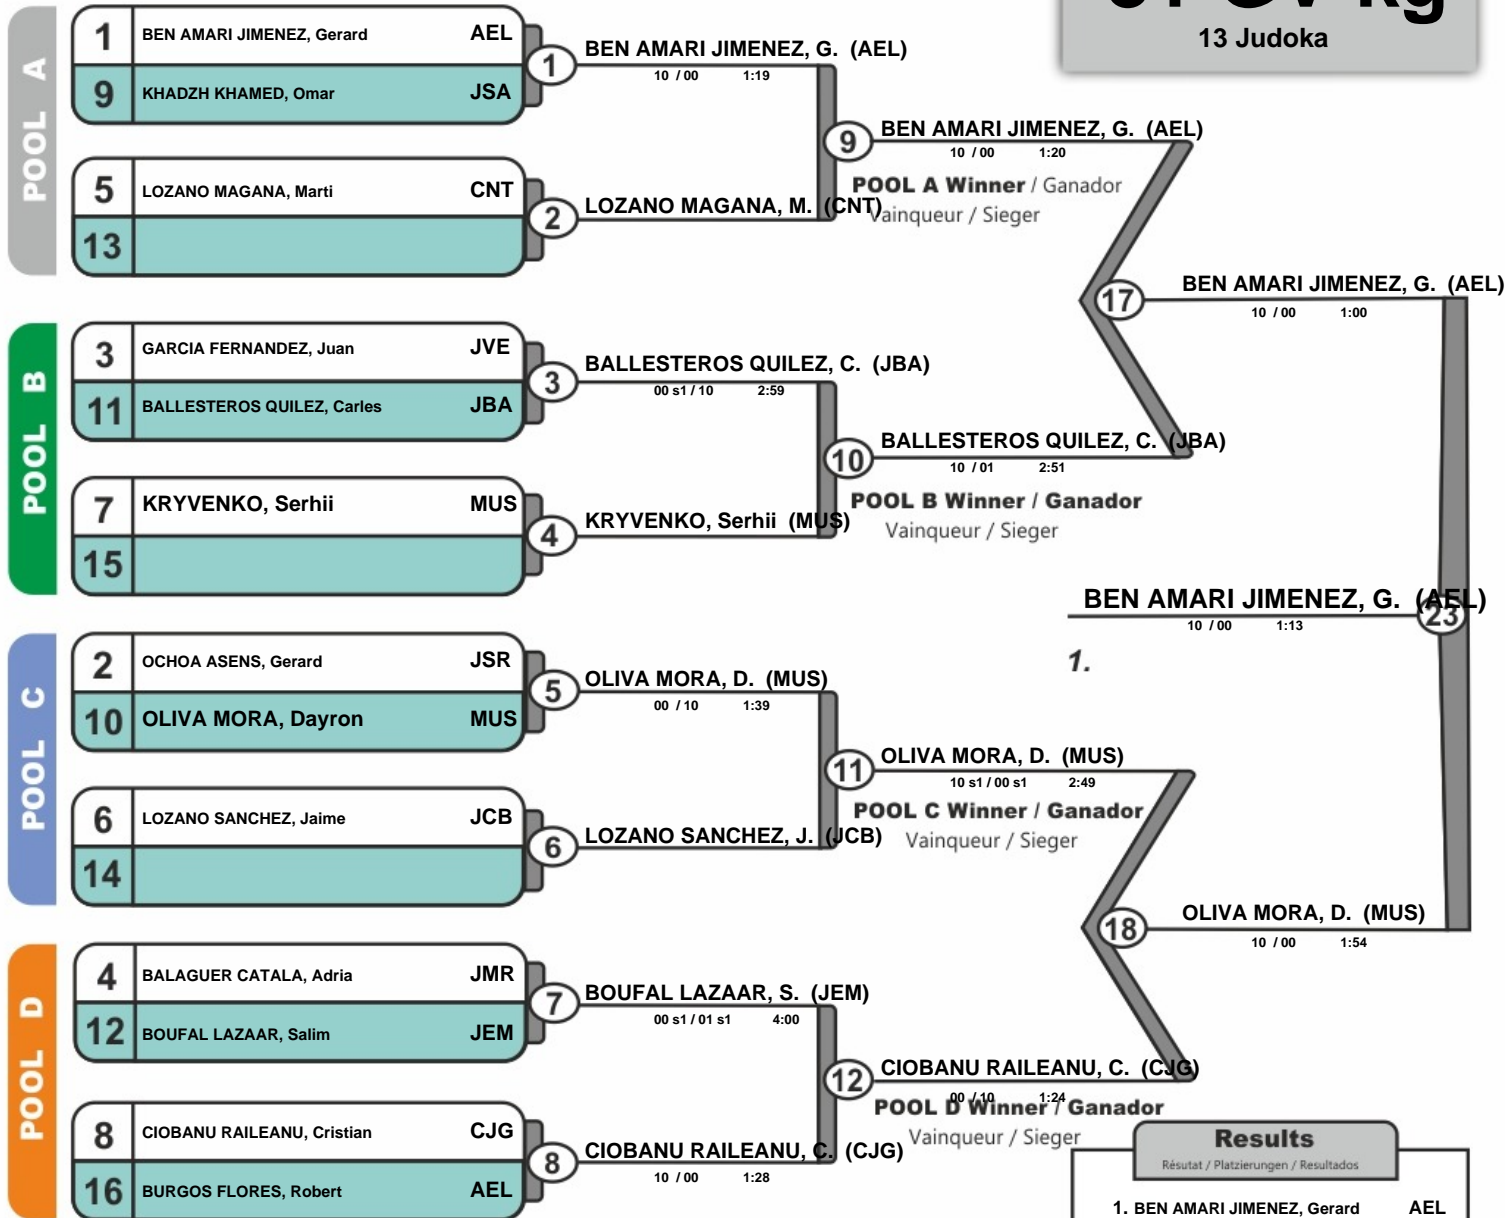 kg
13 Judoka
POOL A
1 BEN AMARI JIMENEZ, Gerard AEL
9 KHADZH KHAMED, Omar JSA
5 LOZANO MAGANA, Marti CNT
13
1 BEN AMARI JIMENEZ, G. (AEL)
10 / 00 1:19
2 LOZANO MAGANA, M. (CNT)
9 BEN AMARI JIMENEZ, G. (AEL)
10 / 00 1:20
POOL A Winner / Ganador
Vainqueur / Sieger
POOL B
3 GARCIA FERNANDEZ, Juan JVE
11 BALLESTEROS QUILEZ, Carles JBA
7 KRYVENKO, Serhii MUS
15
3 BALLESTEROS QUILEZ, C. (JBA)
00 s1 / 10 2:59
4 KRYVENKO, Serhii (MUS)
10 BALLESTEROS QUILEZ, C. (JBA)
10 / 01 2:51
POOL B Winner / Ganador
Vainqueur / Sieger
17 BEN AMARI JIMENEZ, G. (AEL)
10 / 00 1:00
BEN AMARI JIMENEZ, G. (AEL)
23
10 / 00 1:13
1.
POOL C
2 OCHOA ASENS, Gerard JSR
10 OLIVA MORA, Dayron MUS
6 LOZANO SANCHEZ, Jaime JCB
14
5 OLIVA MORA, D. (MUS)
00 / 10 1:39
6 LOZANO SANCHEZ, J. (JCB)
11 OLIVA MORA, D. (MUS)
10 s1 / 00 s1 2:49
POOL C Winner / Ganador
Vainqueur / Sieger
POOL D
4 BALAGUER CATALA, Adria JMR
12 BOUFAL LAZAAR, Salim JEM
8 CIOBANU RAILEANU, Cristian CJG
16 BURGOS FLORES, Robert AEL
7 BOUFAL LAZAAR, S. (JEM)
00 s1 / 01 s1 4:00
8 CIOBANU RAILEANU, C. (CJG)
10 / 00 1:28
12 CIOBANU RAILEANU, C. (CJG)
00 / 10 1:24
POOL D Winner / Ganador
Vainqueur / Sieger
18 OLIVA MORA, D. (MUS)
10 / 00 1:54
Results
Résutat / Platzierungen / Resultados
1. BEN AMARI JIMENEZ, Gerard AEL